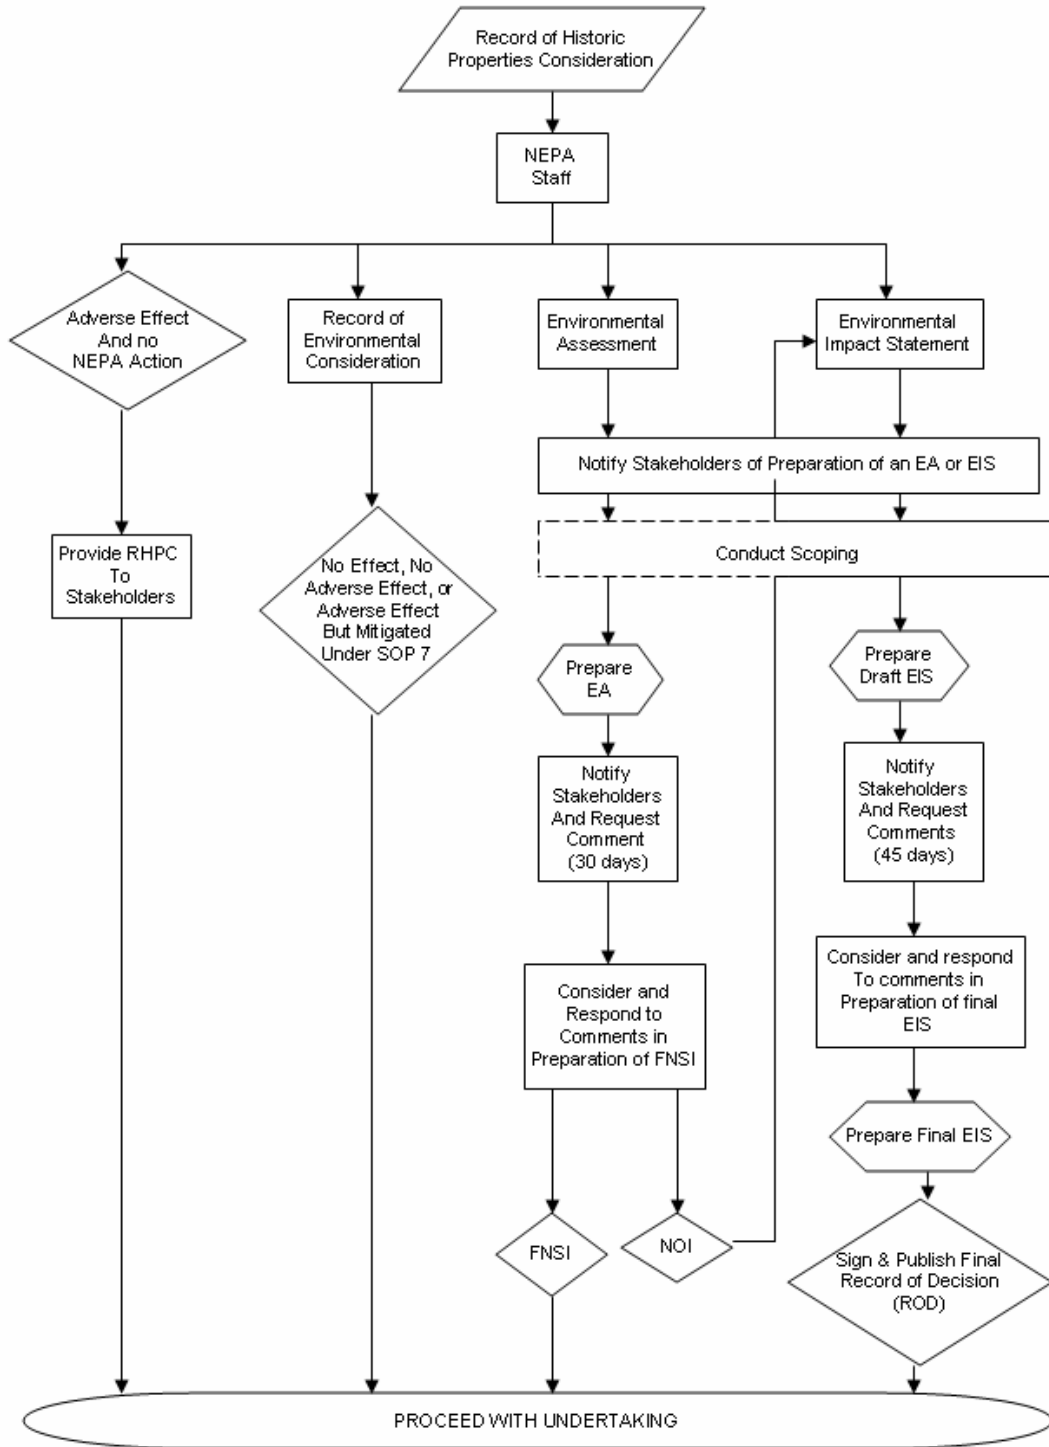 Record of Historic
Properties Consideration
NEPA
Staff
Adverse Effect
And no
NEPA Action
Record of
Environmental
Consideration
Environmental
Assessment
Environmental
Impact Statement
Notify Stakeholders of Preparation of an EA or EIS
Provide RHPC
To
Stakeholders
No Effect, No
Adverse Effect, or
Adverse Effect
But Mitigated
Under SOP 7
Conduct Scoping
Prepare
EA
Prepare
Draft EIS
Notify
Stakeholders
And Request
Comment
(30 days)
Notify
Stakeholders
And Request
Comments
(45 days)
Consider and
Respond to
Comments in
Preparation of FNSI
Consider and respond
To comments in
Preparation of final
EIS
Prepare Final EIS
FNSI
NOI
Sign & Publish Final
Record of Decision
(ROD)
PROCEED WITH UNDERTAKING